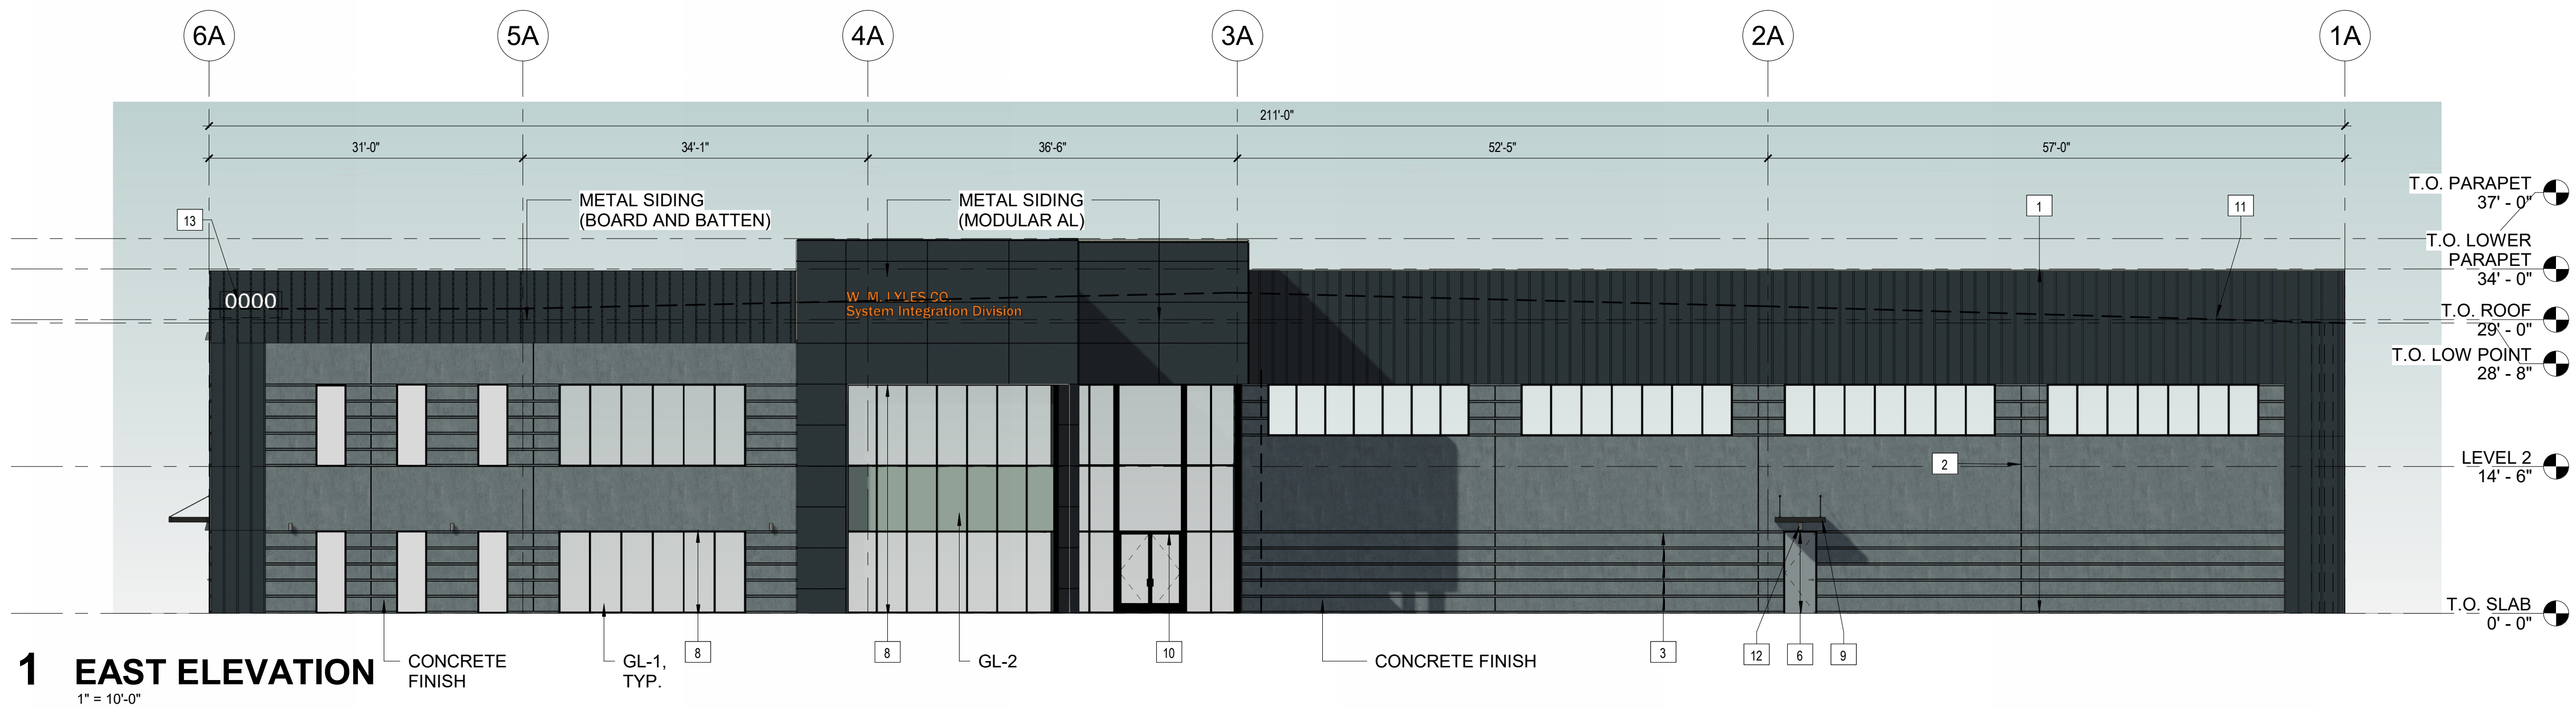 6A
5A
4A
3A
2A
1A
211'-0"
31'-0"
34'-1"
36'-6"
52'-5"
57'-0"
T.O. PARAPET
37' - 0"
METAL SIDING
(BOARD AND BATTEN)
METAL SIDING
(MODULAR AL)
13
1
11
T.O. LOWER
PARAPET
34' - 0"
0000
W. M. LYLES CO.
System Integration Division
T.O. ROOF
29' - 0"
T.O. LOW POINT
28' - 8"
2
LEVEL 2
14' - 6"
T.O. SLAB
0' - 0"
8
8
10
3
12
6
9
1 EAST ELEVATION
1" = 10'-0"
CONCRETE
FINISH
GL-1,
TYP.
GL-2
CONCRETE FINISH